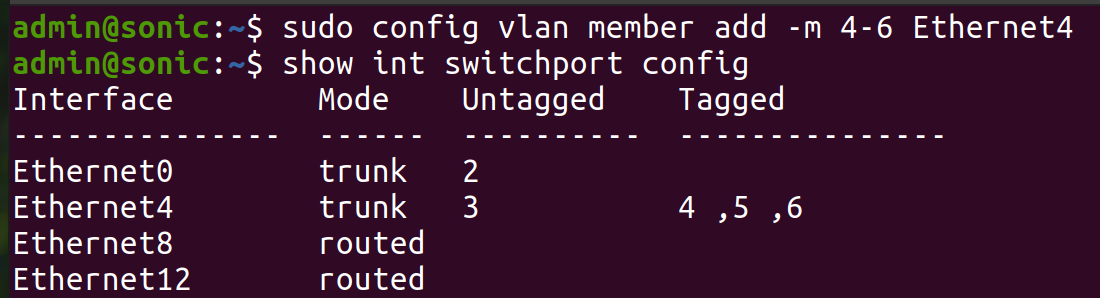 admin@sonic:~$ sudo config vlan member add -m 4-6 Ethernet4
admin@sonic:~$ show int switchport config
Interface        Mode    Untagged    Tagged
---------------  ------  ----------  ---------------
Ethernet0        trunk   2
Ethernet4        trunk   3           4 ,5 ,6
Ethernet8        routed
Ethernet12       routed